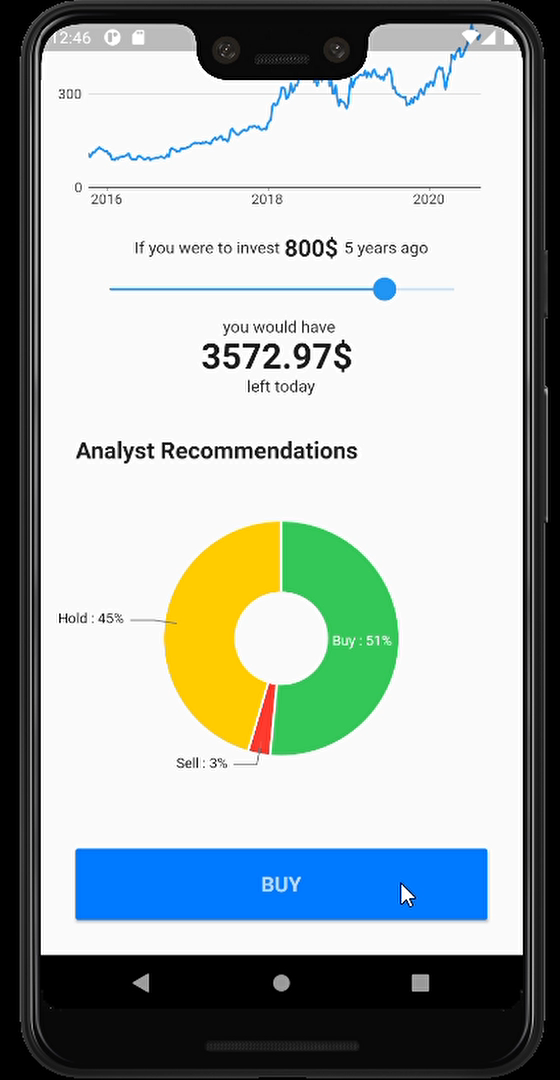 12:46
300
0
2016 2018 2020
If you were to invest 800$ 5 years ago
you would have
3572.97$
left today
Analyst Recommendations
Hold : 45%
Buy : 51%
Sell : 3%
BUY